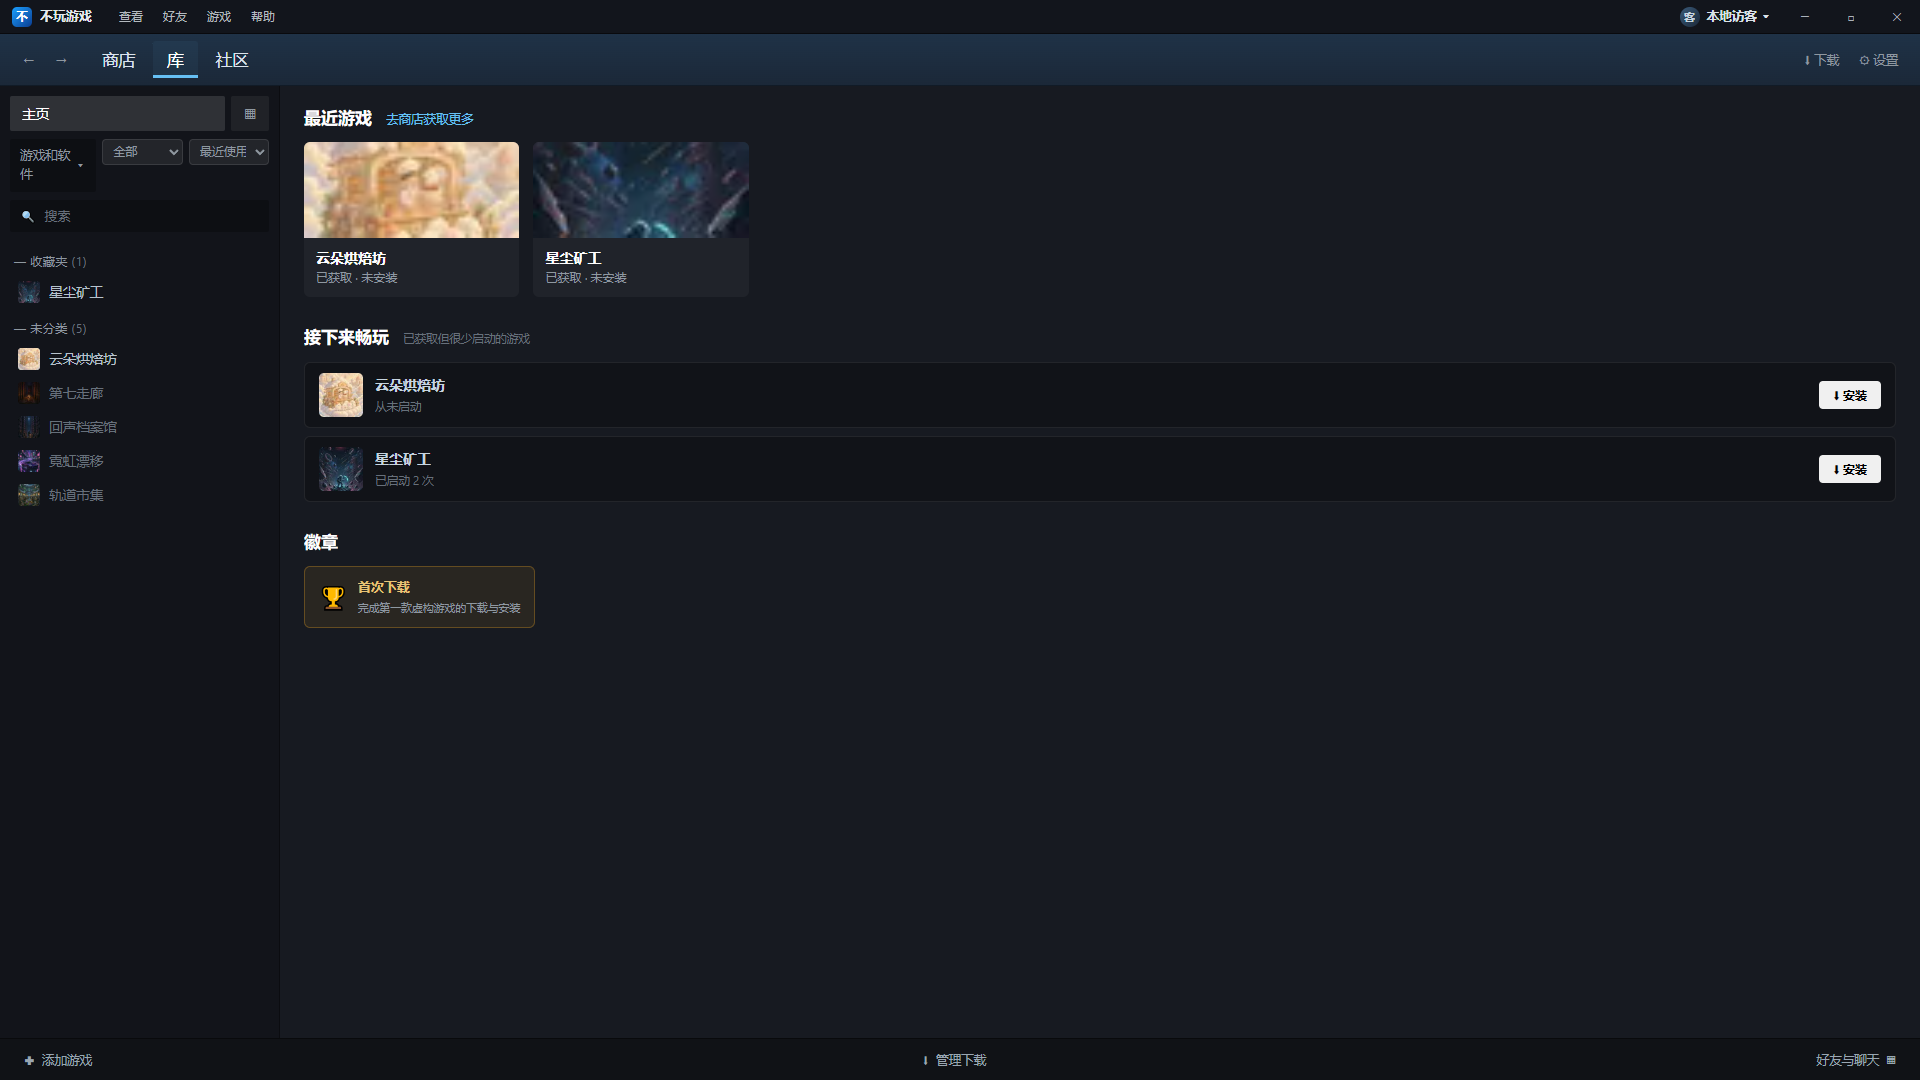 不 不玩游戏 查看 好友 游戏 帮助 客 本地访客
← → 商店 库 社区 下载 设置
主页
游戏和软件 全部 最近使用
搜索
— 收藏夹 (1)
星尘矿工
— 未分类 (5)
云朵烘焙坊
第七走廊
回声档案馆
霓虹漂移
轨道市集
最近游戏 去商店获取更多
云朵烘焙坊
已获取 · 未安装
星尘矿工
已获取 · 未安装
接下来畅玩 已获取但很少启动的游戏
云朵烘焙坊
从未启动
安装
星尘矿工
已启动 2 次
安装
徽章
首次下载
完成第一款虚构游戏的下载与安装
添加游戏 管理下载 好友与聊天